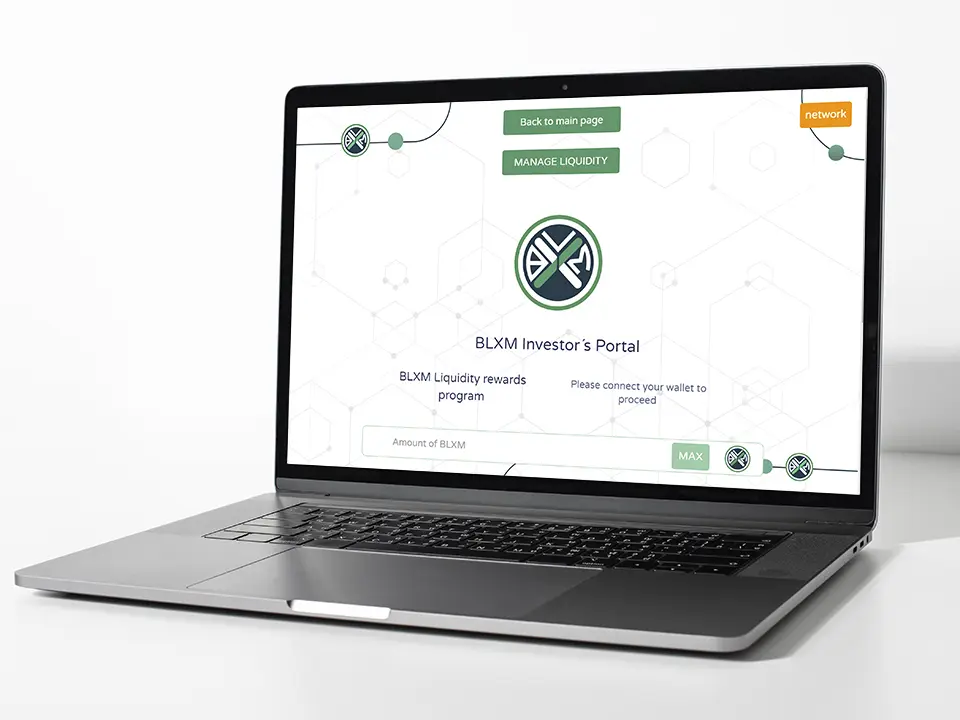 Back to main page
network
MANAGE LIQUIDITY
BLXM
BLXM Investor´s Portal
BLXM Liquidity rewards
program
Please connect your wallet to
proceed
Amount of BLXM
MAX